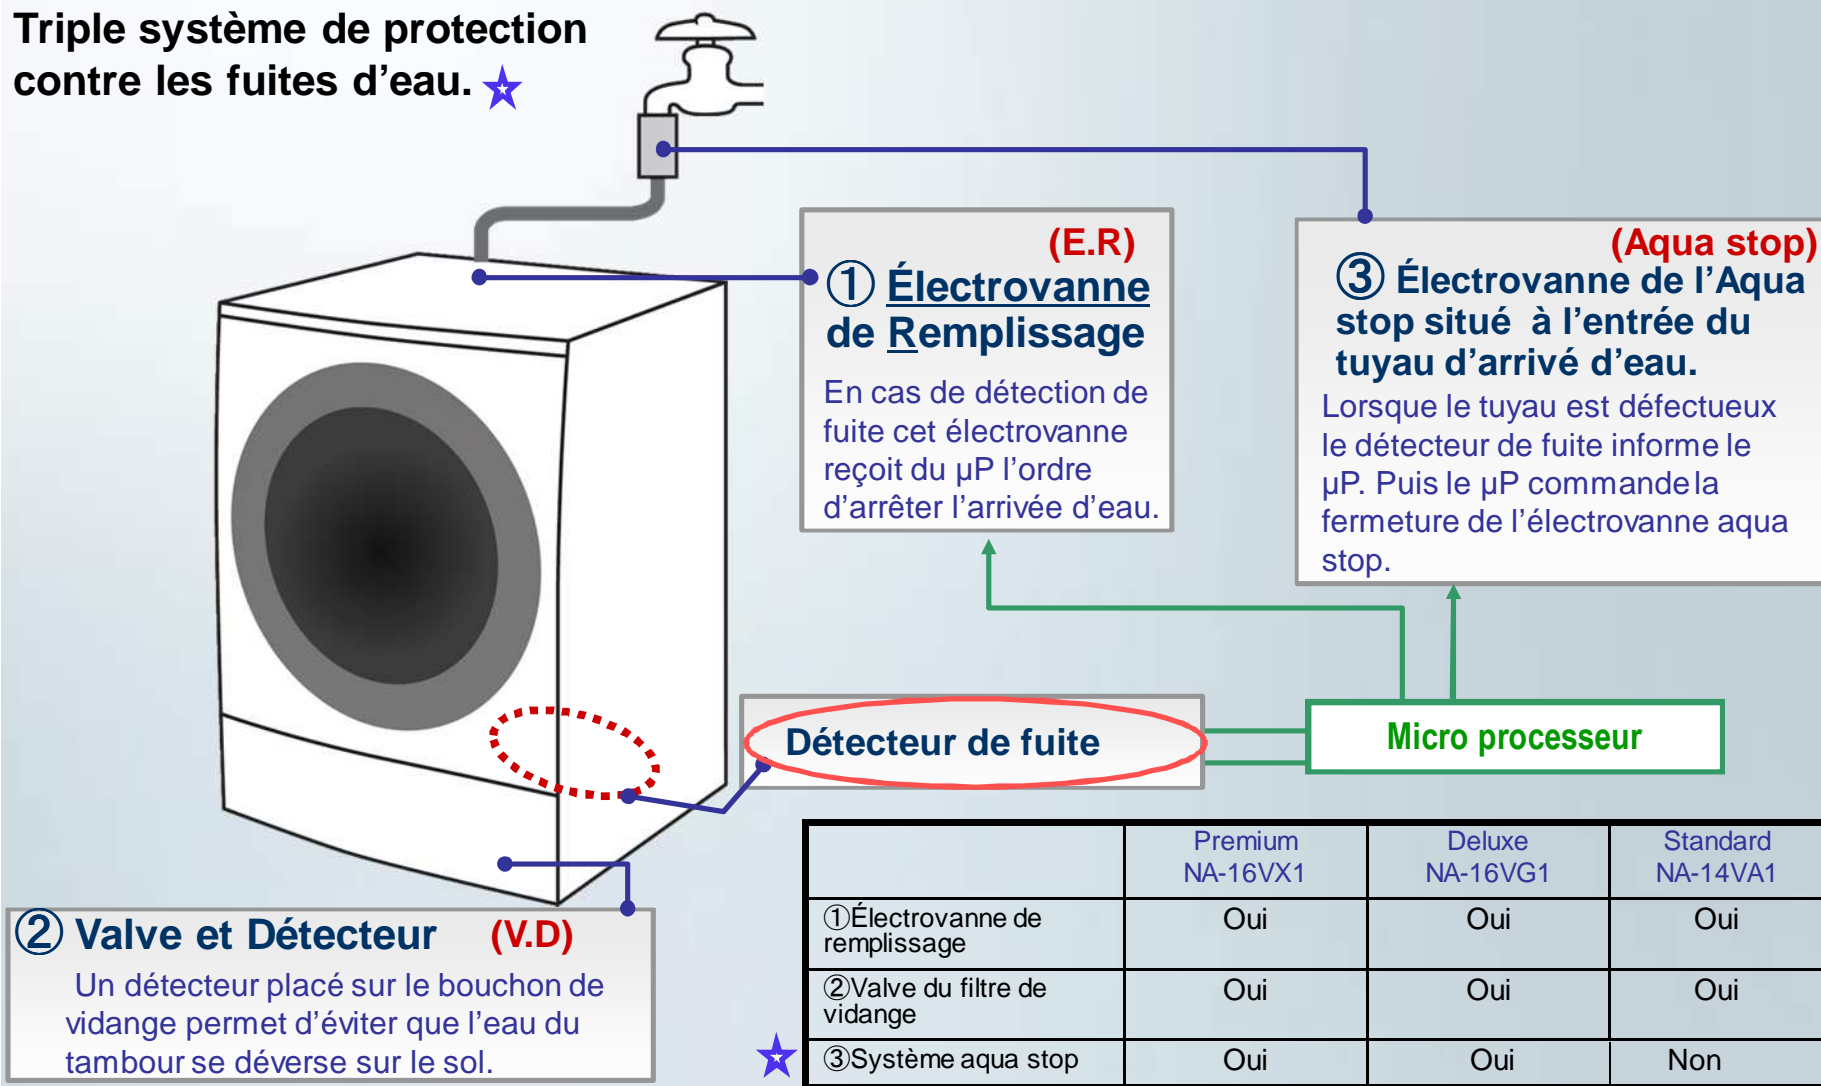 Triple système de protection
contre les fuites d’eau.
(E.R)
① Électrovanne
de Remplissage
En cas de détection de
fuite cet électrovanne
reçoit du µP l’ordre
d’arrêter l’arrivée d’eau.
(Aqua stop)
③ Électrovanne de l’Aqua
stop situé à l’entrée du
tuyau d’arrivé d’eau.
Lorsque le tuyau est défectueux
le détecteur de fuite informe le
µP. Puis le µP commande la
fermeture de l’électrovanne aqua
stop.
Détecteur de fuite
Micro processeur
② Valve et Détecteur (V.D)
Un détecteur placé sur le bouchon de
vidange permet d’éviter que l’eau du
tambour se déverse sur le sol.
Premium Deluxe Standard
NA-16VX1 NA-16VG1 NA-14VA1
①Électrovanne de Oui Oui Oui
remplissage
②Valve du filtre de Oui Oui Oui
vidange
③Système aqua stop Oui Oui Non